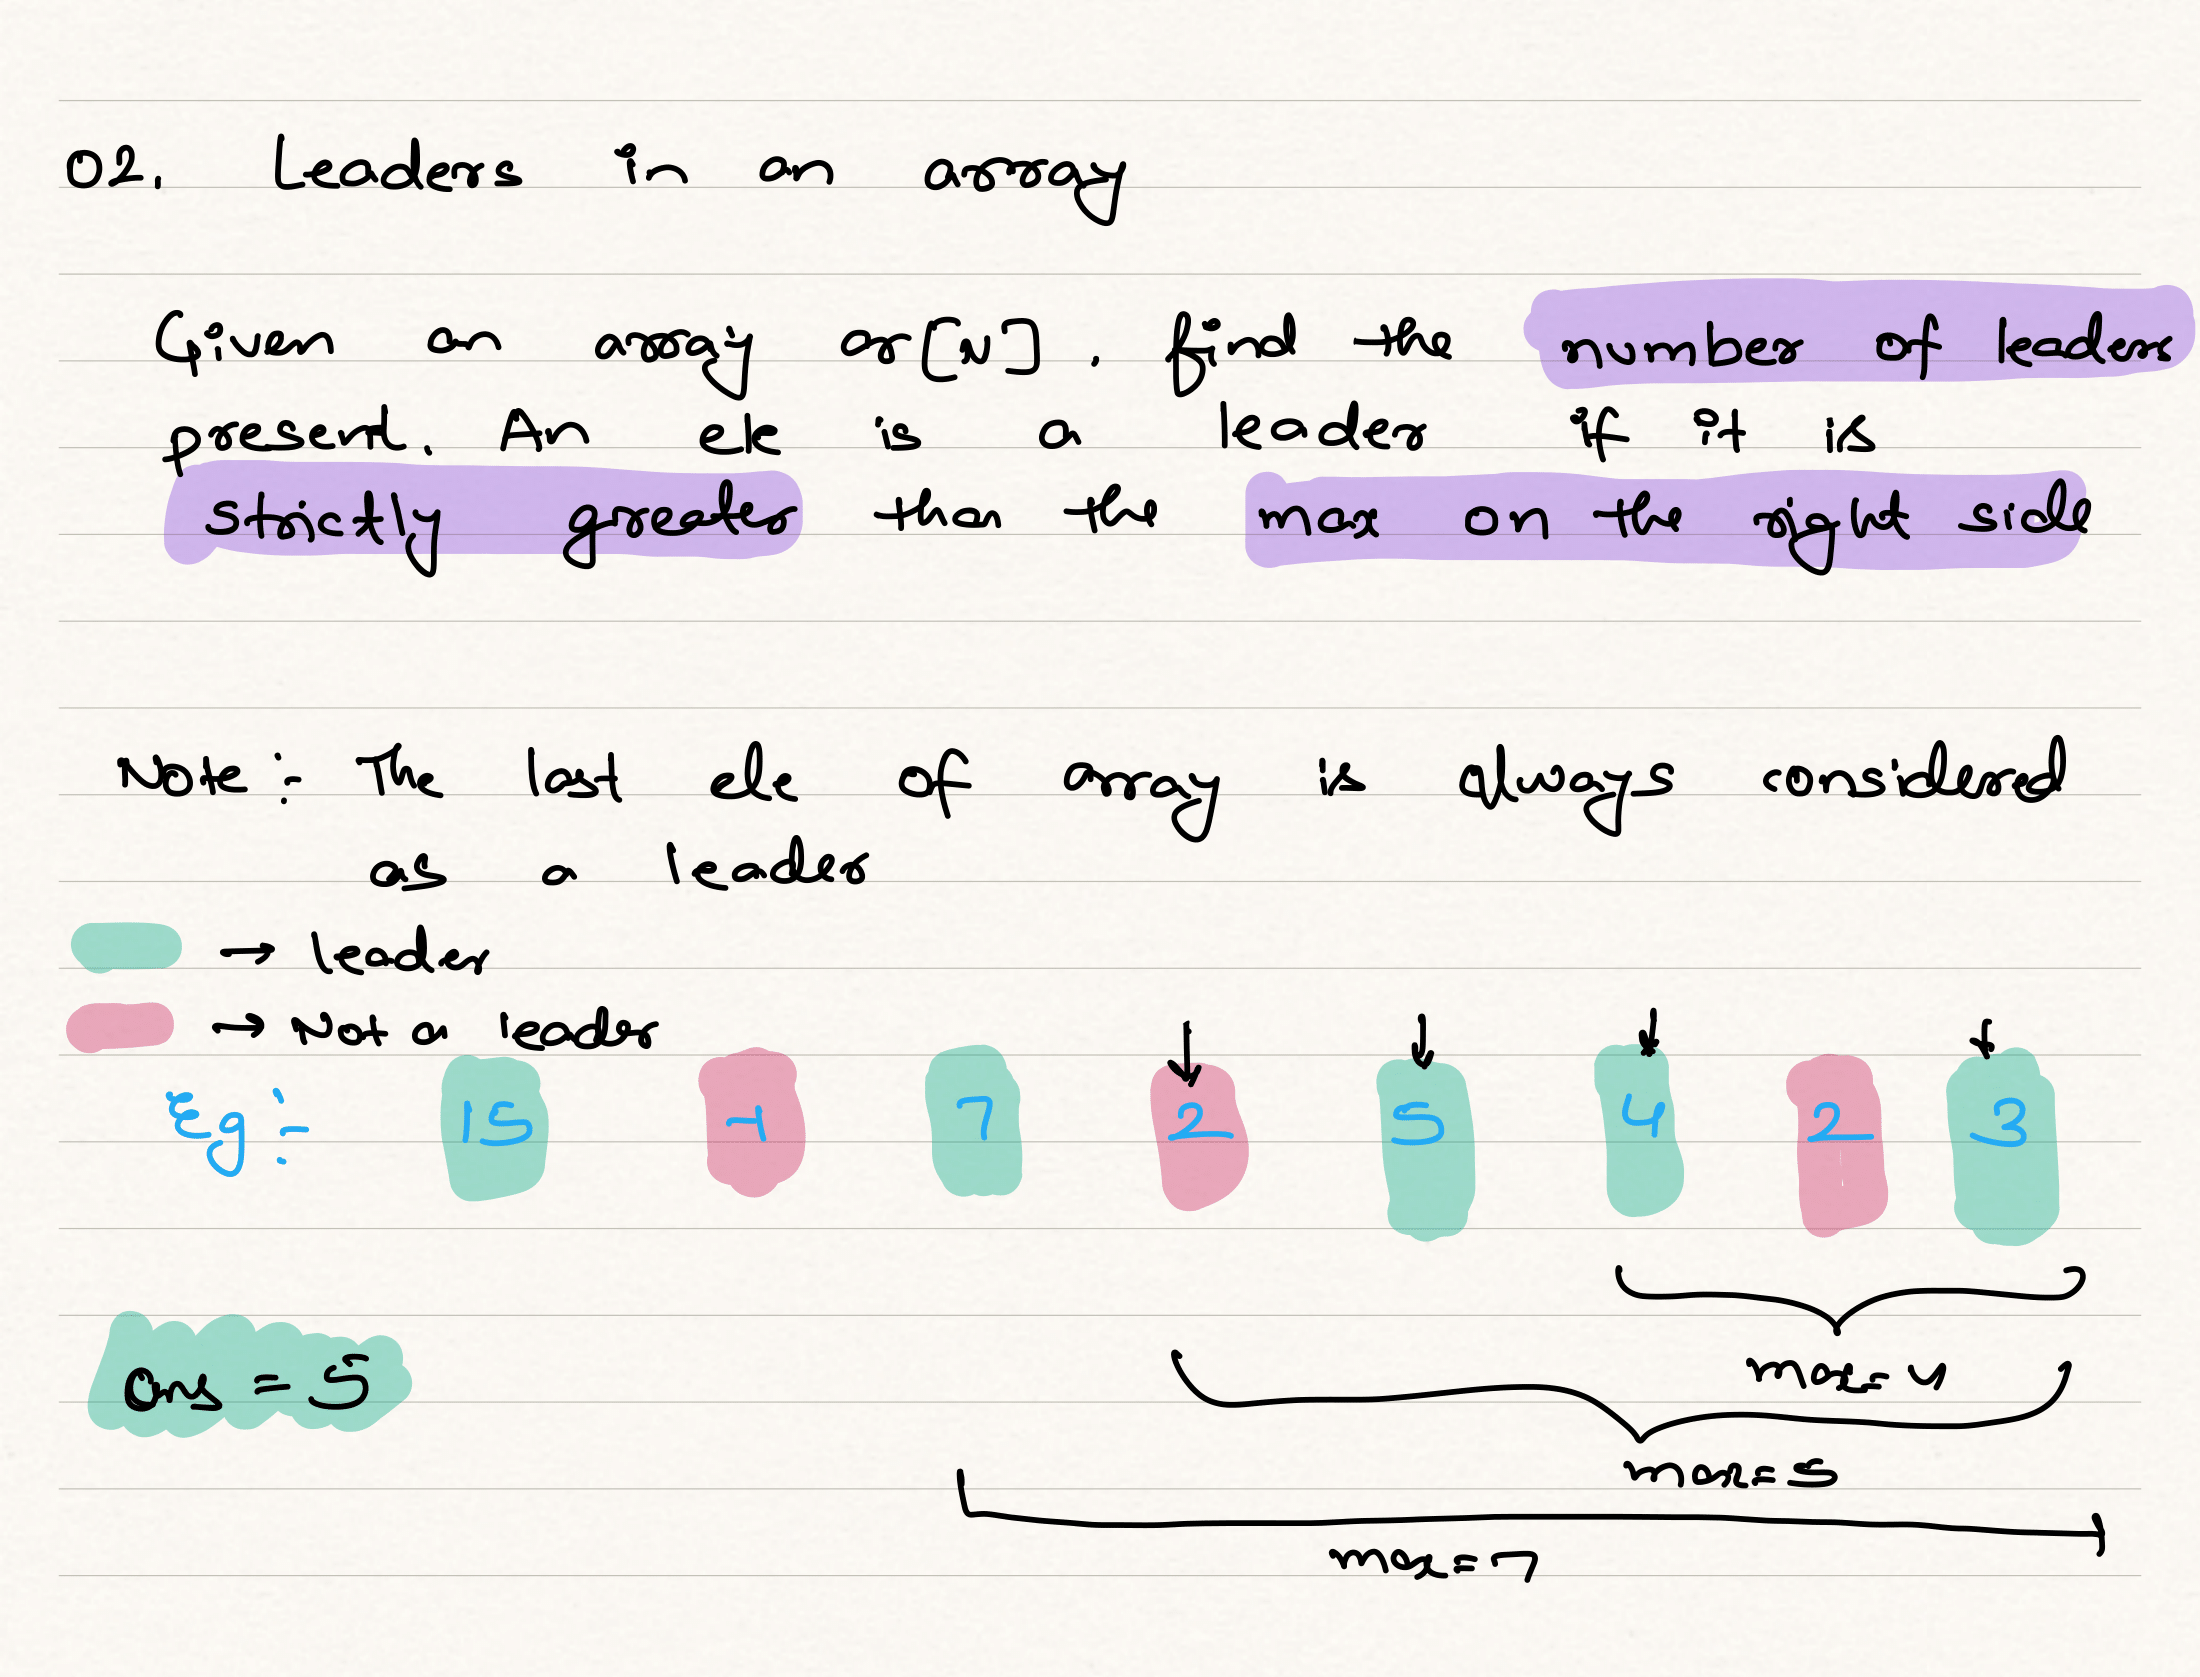 02. Leaders in an array
Given an array ar[N]. find the number of leaders
present. An ele is a leader if it is
strictly greater than the max on the right side
Note :- The last ele of array is always considered
as a leader
→ leader
→ Not a leader
Eg :- 15 -1 7 2 5 4 2 3
max=4
ans = 5
max=5
max=7